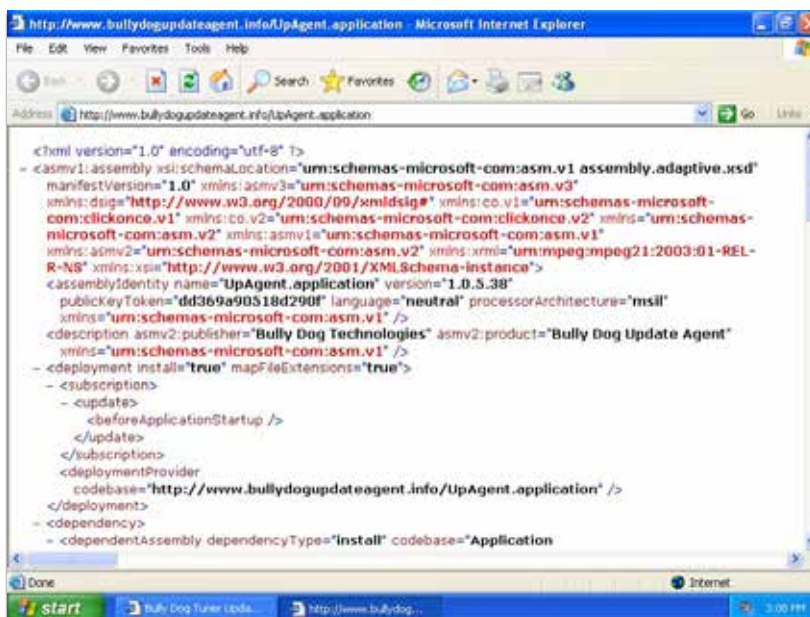 http://www.bullydogupdateagent.info/UpAgent.application - Microsoft Internet Explorer
File Edit View Favorites Tools Help
Back Search Favorites
Address http://www.bullydogupdateagent.info/UpAgent.application Go Links
<?xml version="1.0" encoding="utf-8" ?>
- <asmv1:assembly xsi:schemaLocation="urn:schemas-microsoft-com:asm.v1 assembly.adaptive.xsd"
manifestVersion="1.0" xmlns:asmv3="urn:schemas-microsoft-com:asm.v3"
xmlns:dsig="http://www.w3.org/2000/09/xmldsig#" xmlns:co.v1="urn:schemas-microsoft-
com:clickonce.v1" xmlns:co.v2="urn:schemas-microsoft-com:clickonce.v2" xmlns="urn:schemas-
microsoft-com:asm.v2" xmlns:asmv1="urn:schemas-microsoft-com:asm.v1"
xmlns:asmv2="urn:schemas-microsoft-com:asm.v2" xmlns:xrml="urn:mpeg:mpeg21:2003:01-REL-
R-NS" xmlns:xsi="http://www.w3.org/2001/XMLSchema-instance">
<assemblyIdentity name="UpAgent.application" version="1.0.5.38"
publicKeyToken="dd369a90518d290f" language="neutral" processorArchitecture="msil"
xmlns="urn:schemas-microsoft-com:asm.v1" />
<description asmv2:publisher="Bully Dog Technologies" asmv2:product="Bully Dog Update Agent"
xmlns="urn:schemas-microsoft-com:asm.v1" />
- <deployment install="true" mapFileExtensions="true">
- <subscription>
- <update>
<beforeApplicationStartup />
</update>
</subscription>
<deploymentProvider
codebase="http://www.bullydogupdateagent.info/UpAgent.application" />
</deployment>
- <dependency>
- <dependentAssembly dependencyType="install" codebase="Application
Done Internet
start Bully Dog Tuner Upda... http://www.bullydog... 3:08 PM